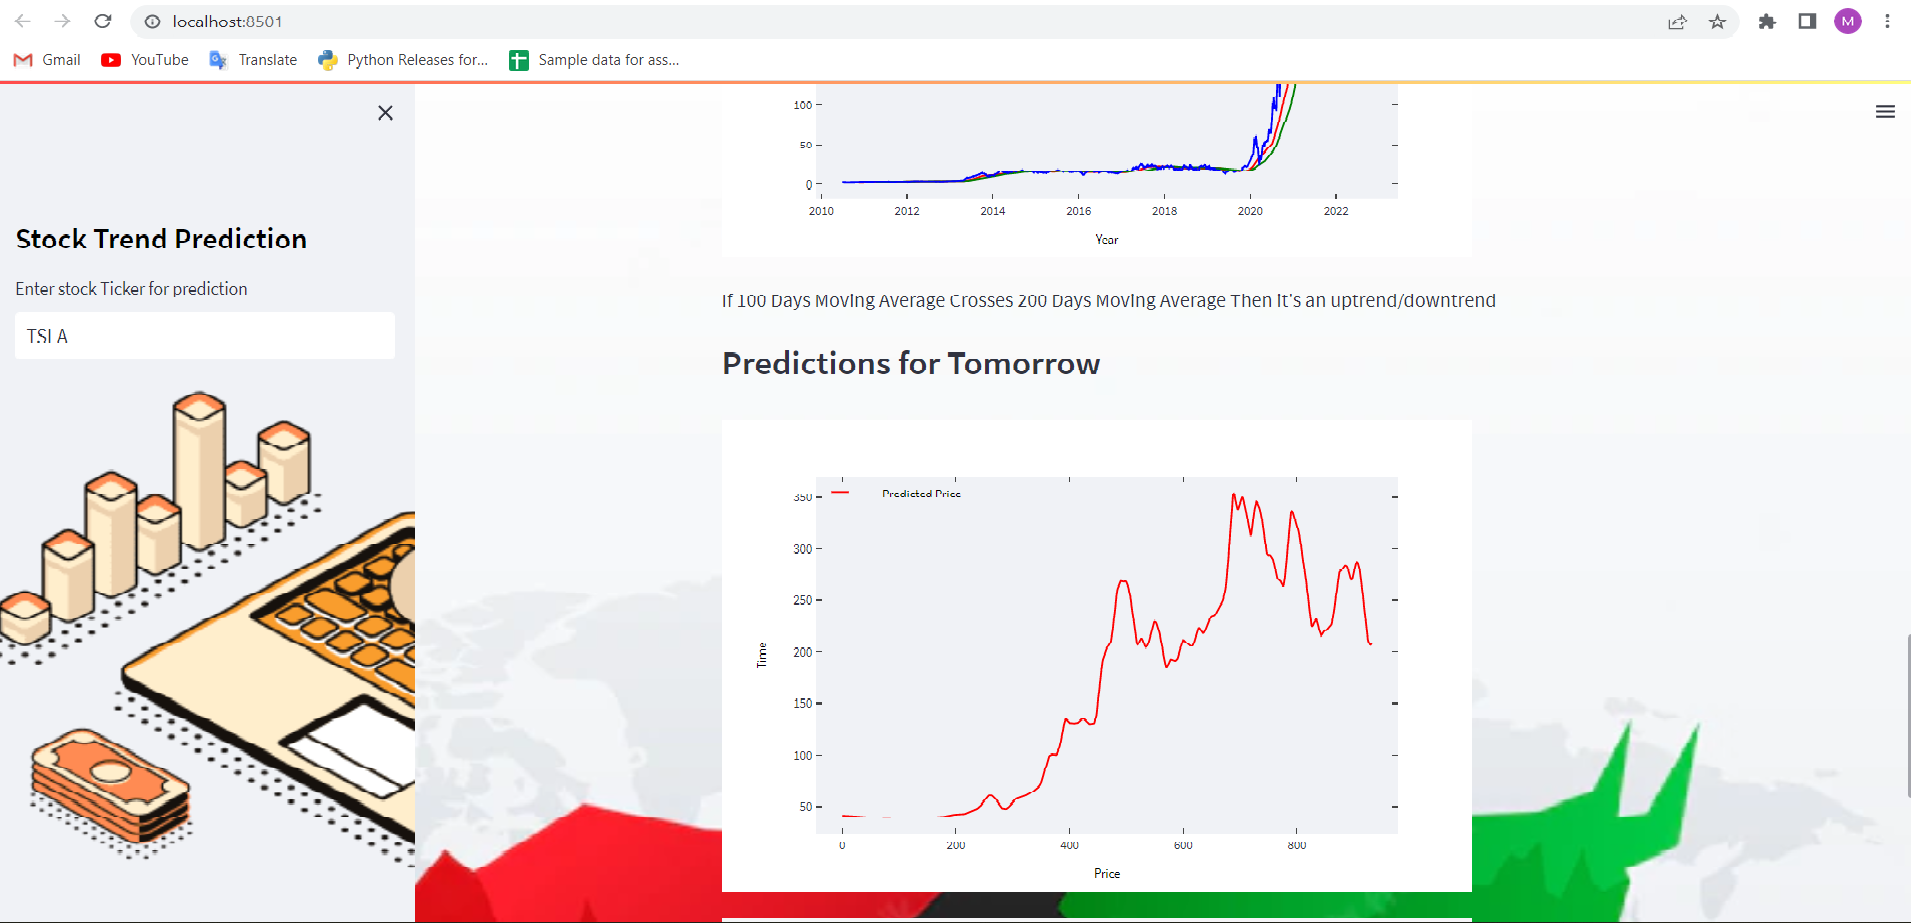 localhost:8501
M
Gmail
YouTube
Translate
Python Releases for...
Sample data for ass...
Stock Trend Prediction
Enter stock Ticker for prediction
TSLA
100
50
0
2010 2012 2014 2016 2018 2020 2022
Year
If 100 Days Moving Average Crosses 200 Days Moving Average Then it's an uptrend/downtrend
Predictions for Tomorrow
Predicted Price
350
300
250
200
150
100
50
Time
0 200 400 600 800
Price